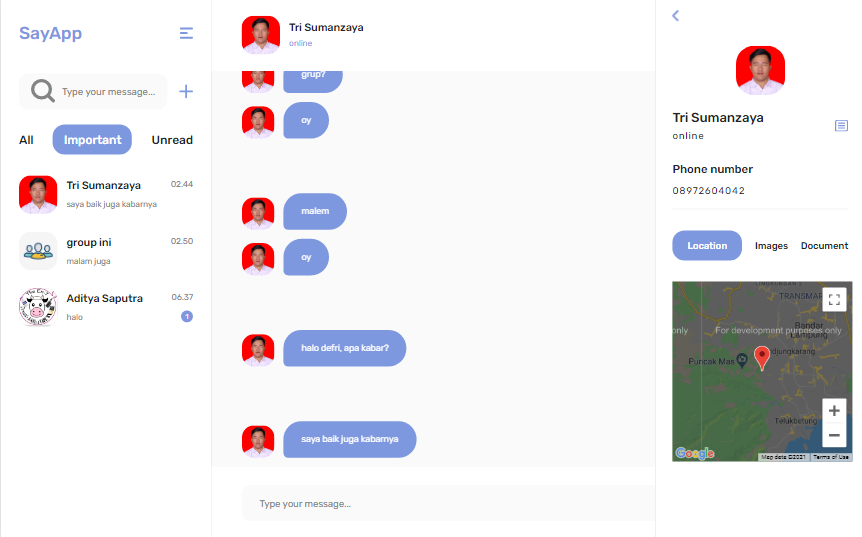 SayApp
Type your message...
All
Important
Unread
Tri Sumanzaya
02.44
saya baik juga kabarnya
group ini
02.50
malam juga
Aditya Saputra
06.37
halo
1
Tri Sumanzaya
online
grup?
oy
malem
oy
halo defri, apa kabar?
saya baik juga kabarnya
Type your message...
Tri Sumanzaya
online
Phone number
08972604042
Location
Images
Document
TRANSMAR
Bandar
Lampung
only
For development purposes only
djungkarang
Puncak Mas
Telukbetung
Google
Map data ©2021
Terms of Use